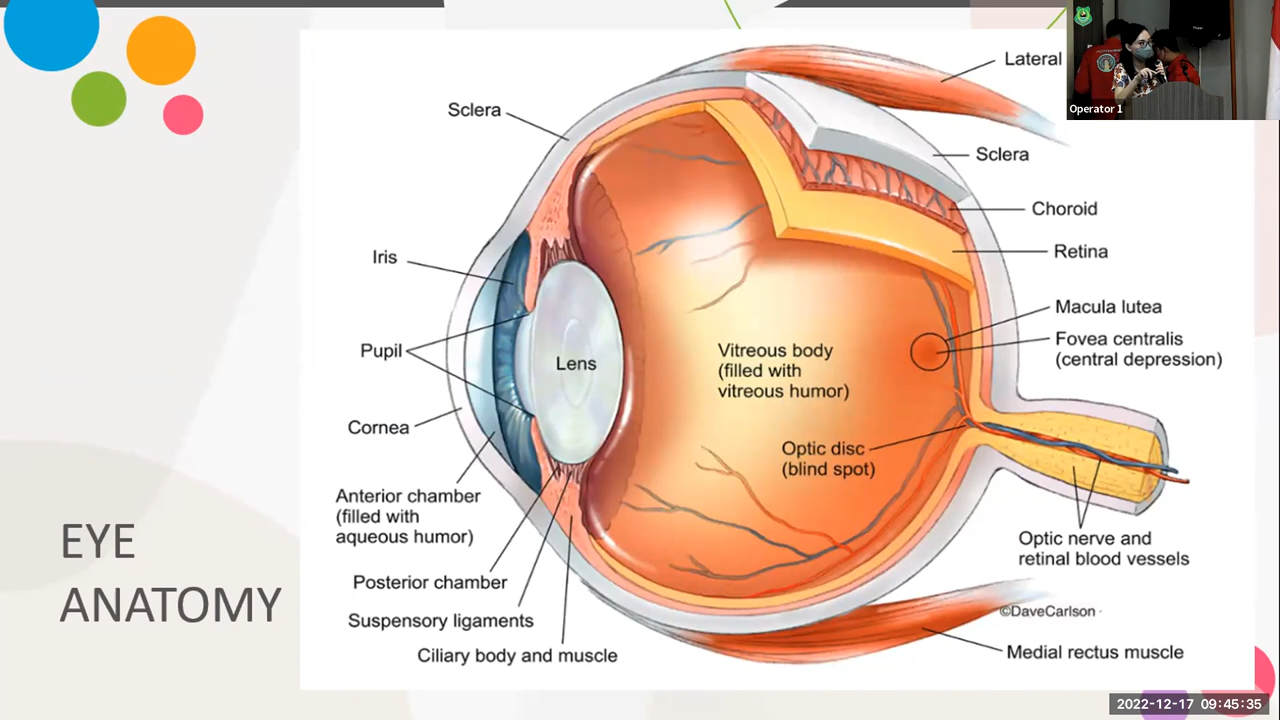 Operator 1
Lateral
Sclera
Sclera
Choroid
Iris
Retina
Macula lutea
Fovea centralis
(central depression)
Pupil
Vitreous body
(filled with
vitreous humor)
Lens
Cornea
Optic disc
(blind spot)
Anterior chamber
(filled with
aqueous humor)
Optic nerve and
retinal blood vessels
EYE
ANATOMY
Posterior chamber
Suspensory ligaments
©DaveCarlson
Ciliary body and muscle
Medial rectus muscle
2022-12-17 09:45:35